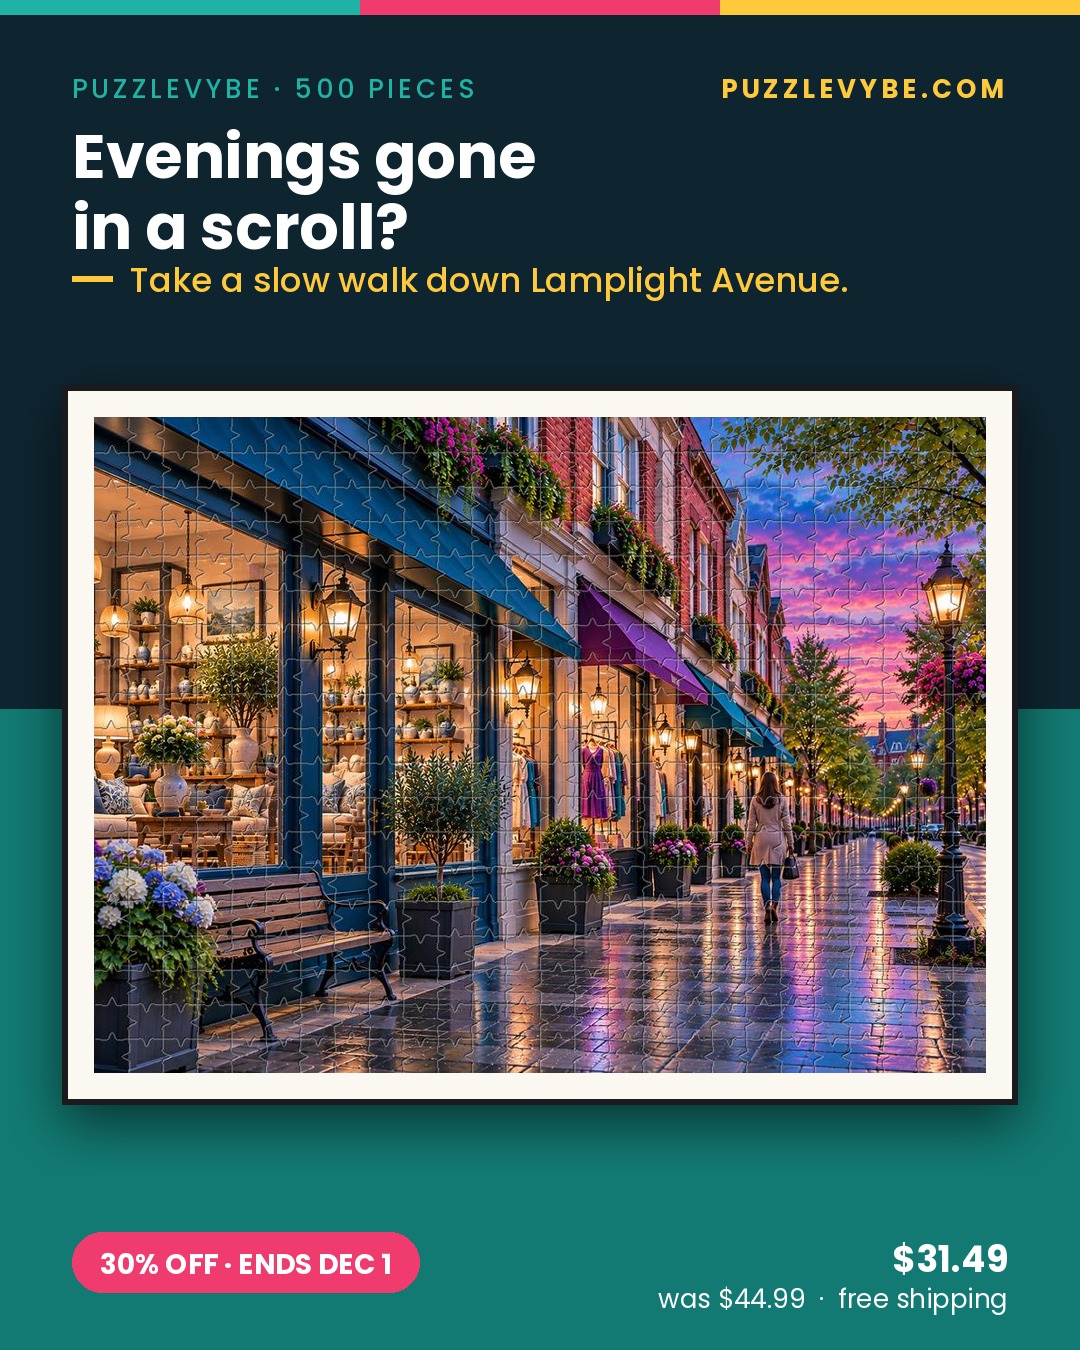 PUZZLEVYBE · 500 PIECES
PUZZLEVYBE.COM
Evenings gone
in a scroll?
Take a slow walk down Lamplight Avenue.
30% OFF · ENDS DEC 1
$31.49
was $44.99 · free shipping